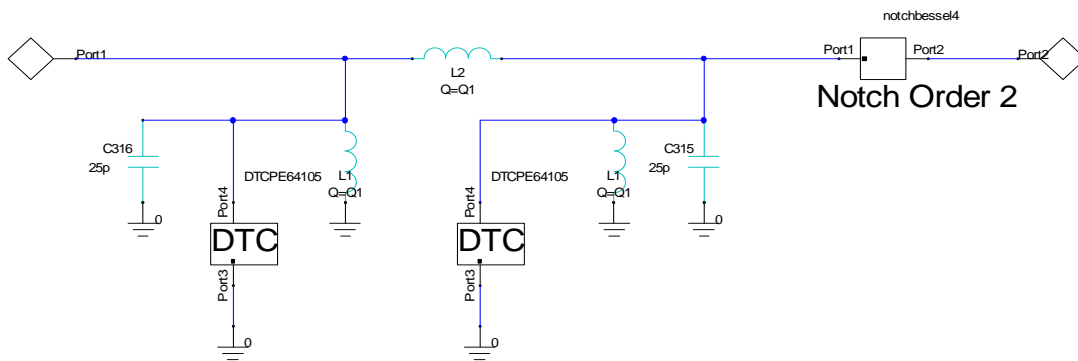 notchbessel4
Port1
L2
Q=Q1
Port1
Port2
Port2
Notch Order 2
C316
25p
DTCPE64105
L1
Q=Q1
DTCPE64105
L1
Q=Q1
C315
25p
Port4
Port4
0
0
DTC
DTC
Port3
Port3
0
0